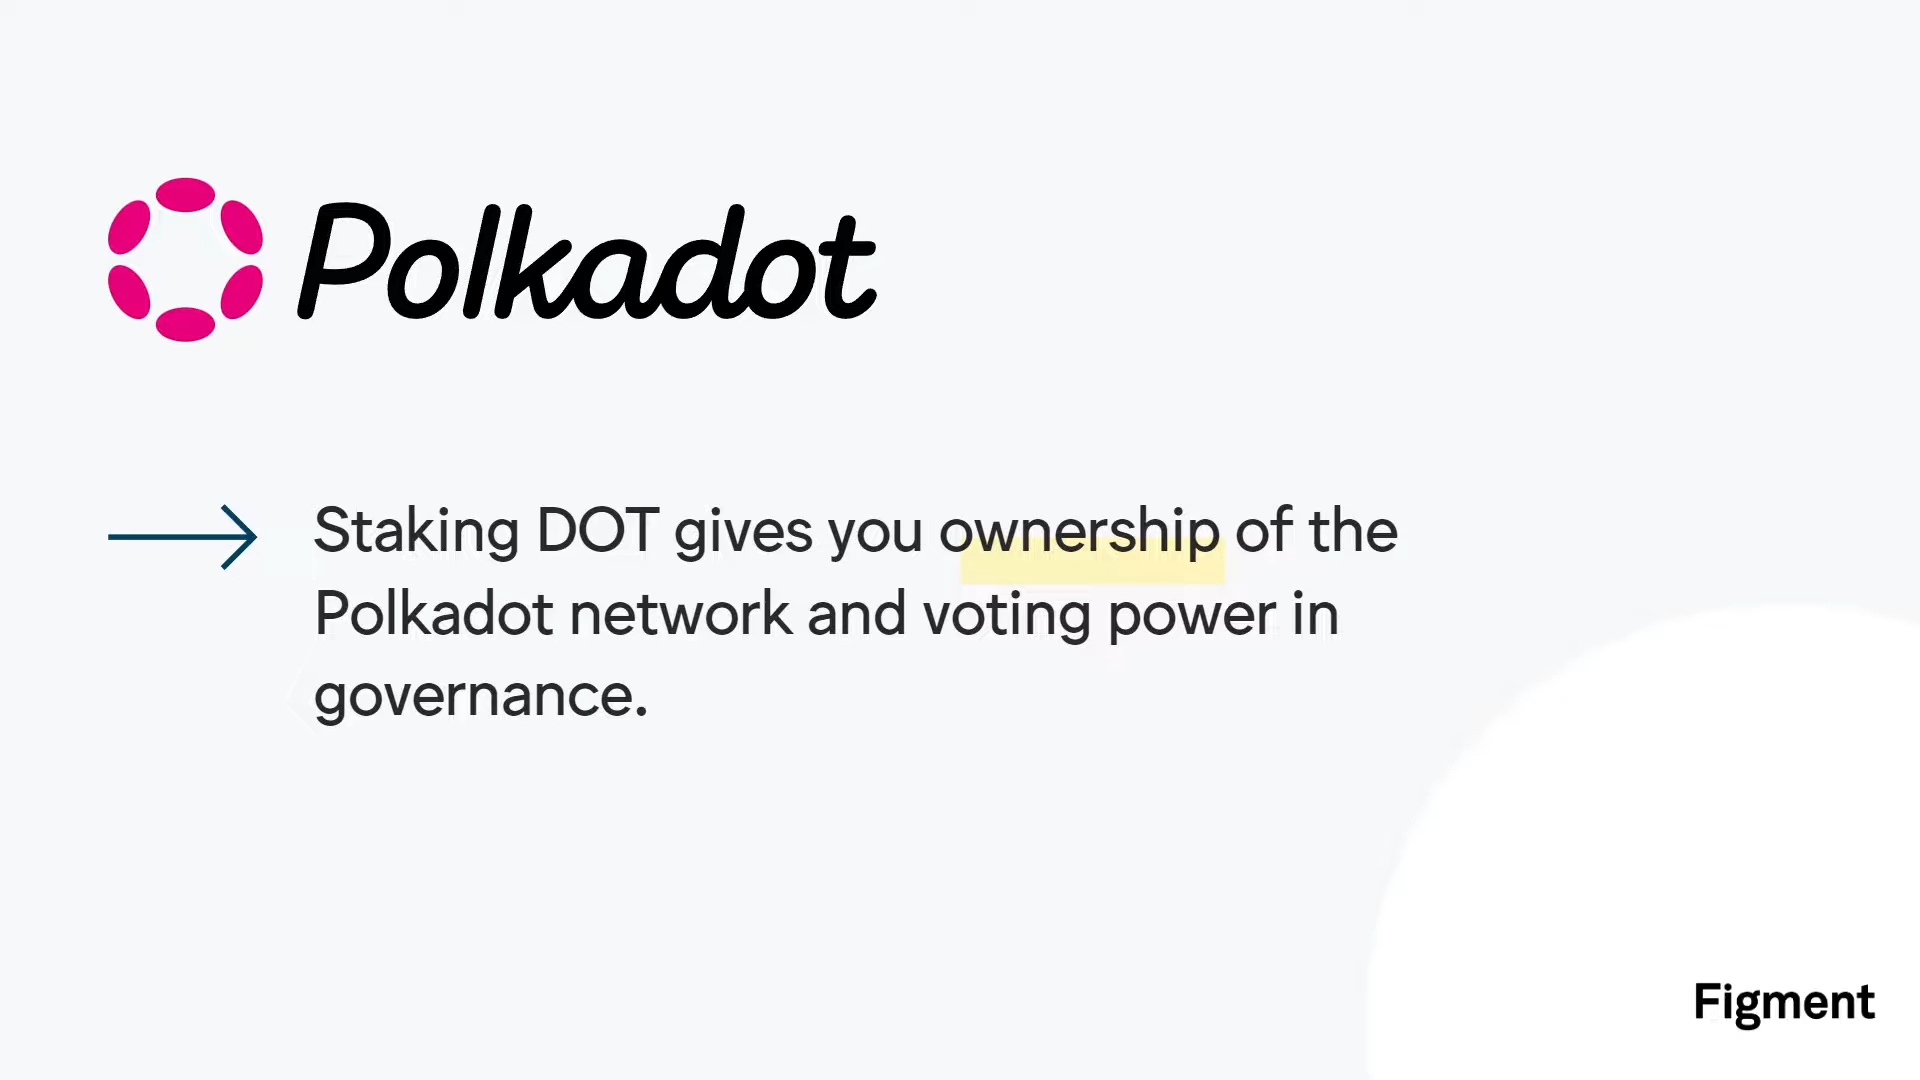 Polkadot
Staking DOT gives you ownership of the
Polkadot network and voting power in
governance.
Figment